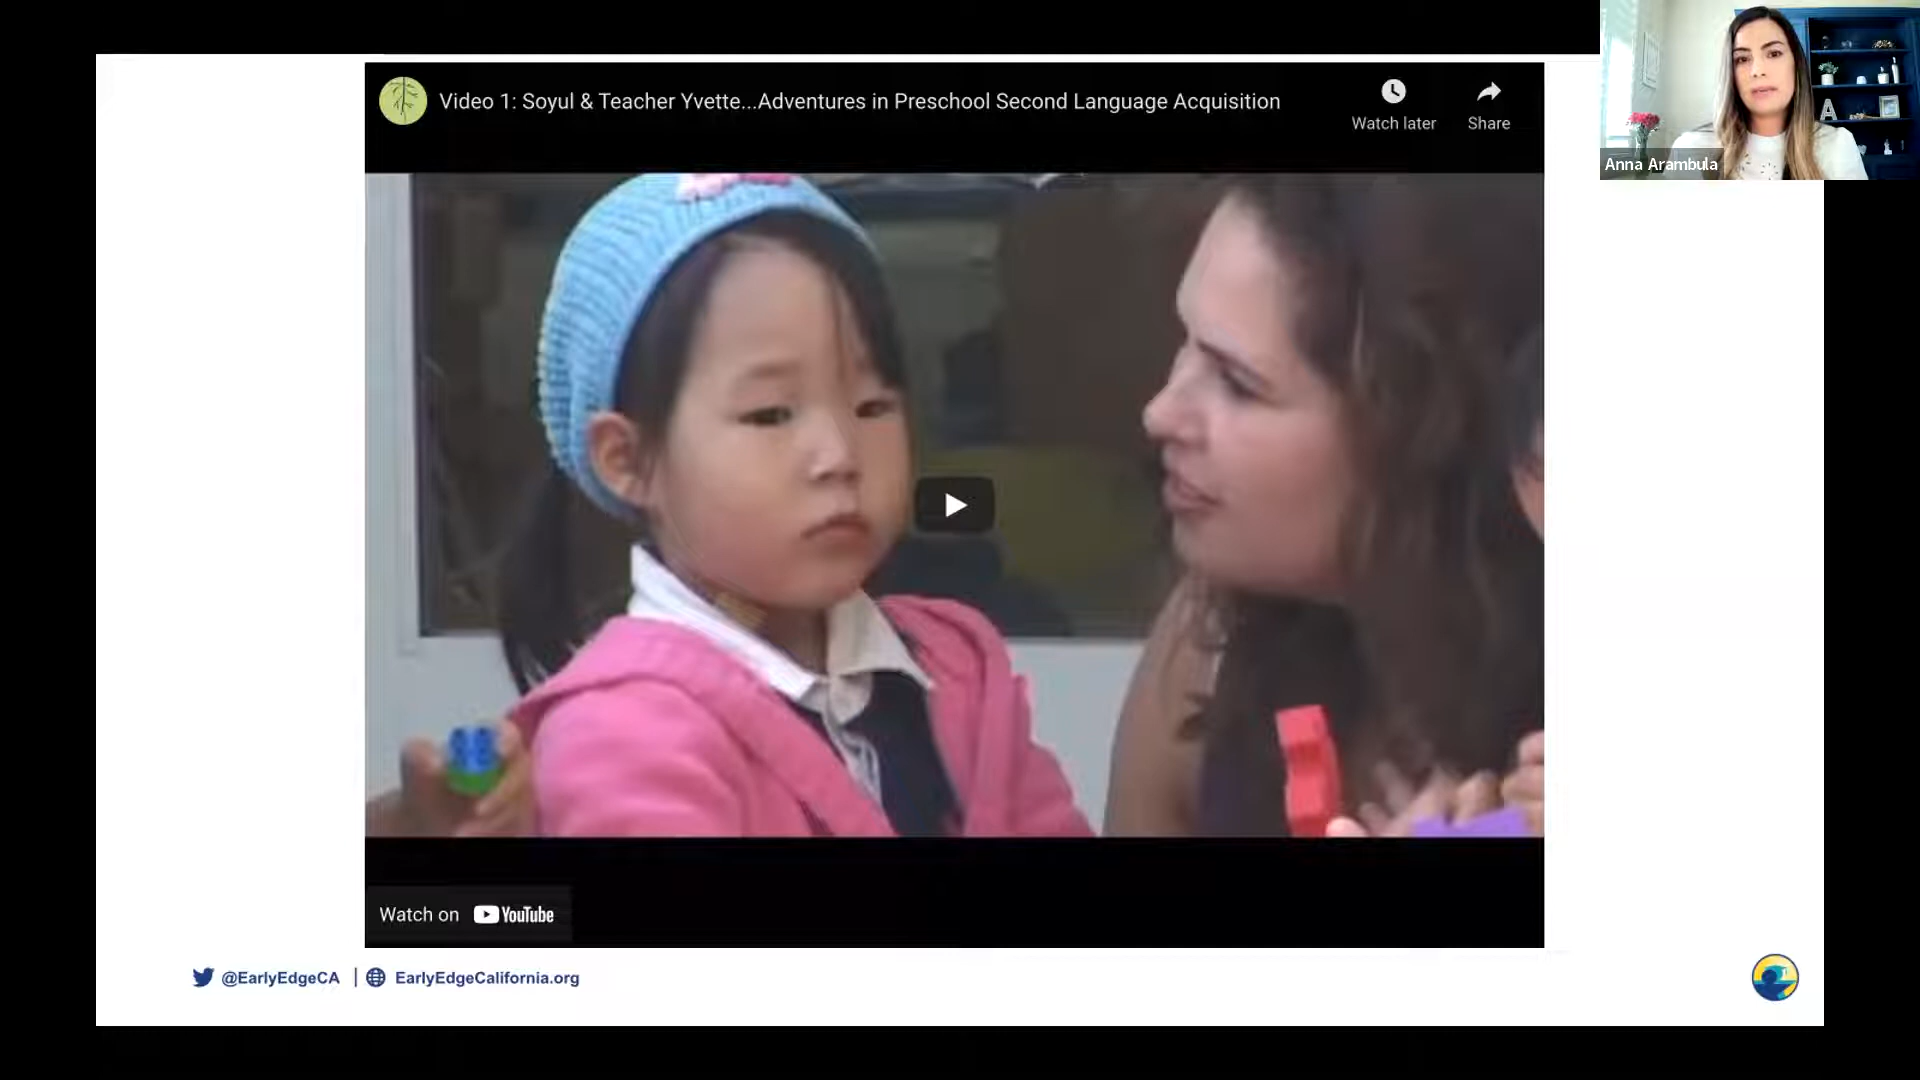 Video 1: Soyul & Teacher Yvette...Adventures in Preschool Second Language Acquisition
Watch later
Share
Anna Arambula
A
Watch on YouTube
@EarlyEdgeCA | EarlyEdgeCalifornia.org